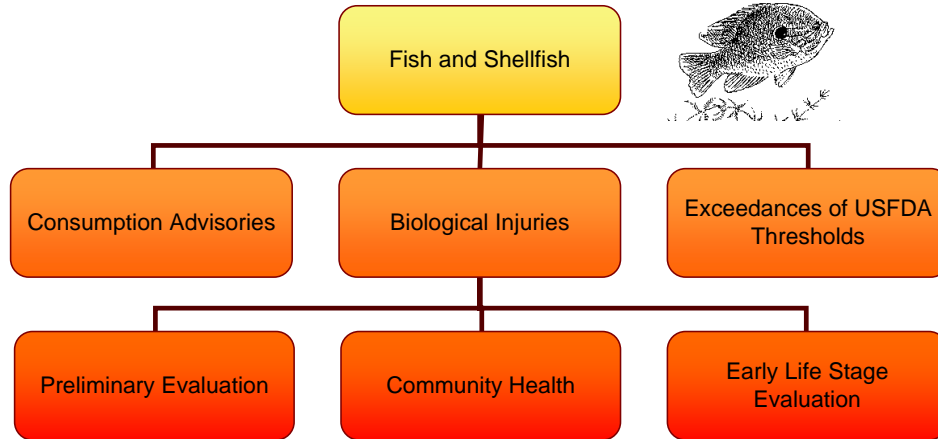 Fish and Shellfish
Consumption Advisories
Biological Injuries
Exceedances of USFDA
Thresholds
Preliminary Evaluation
Community Health
Early Life Stage
Evaluation